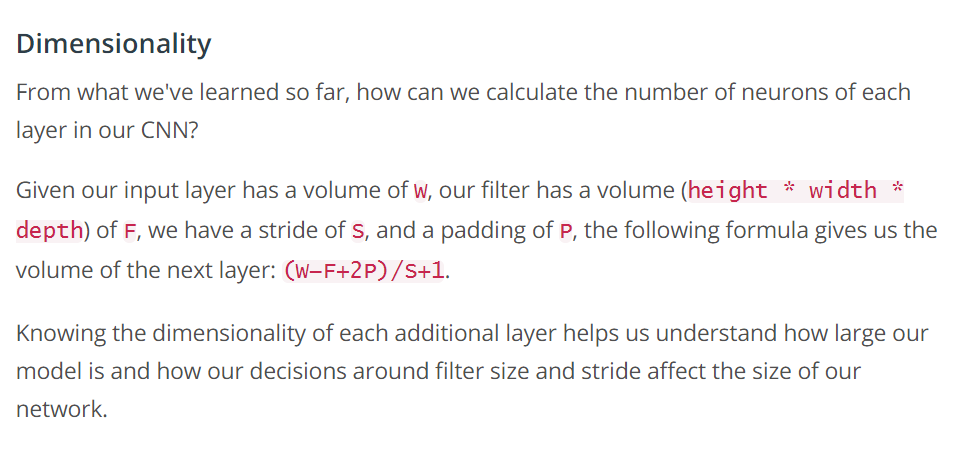 Dimensionality
From what we've learned so far, how can we calculate the number of neurons of each
layer in our CNN?
Given our input layer has a volume of W, our filter has a volume (height * width *
depth) of F, we have a stride of S, and a padding of P, the following formula gives us the
volume of the next layer: (W−F+2P)/S+1.
Knowing the dimensionality of each additional layer helps us understand how large our
model is and how our decisions around filter size and stride affect the size of our
network.